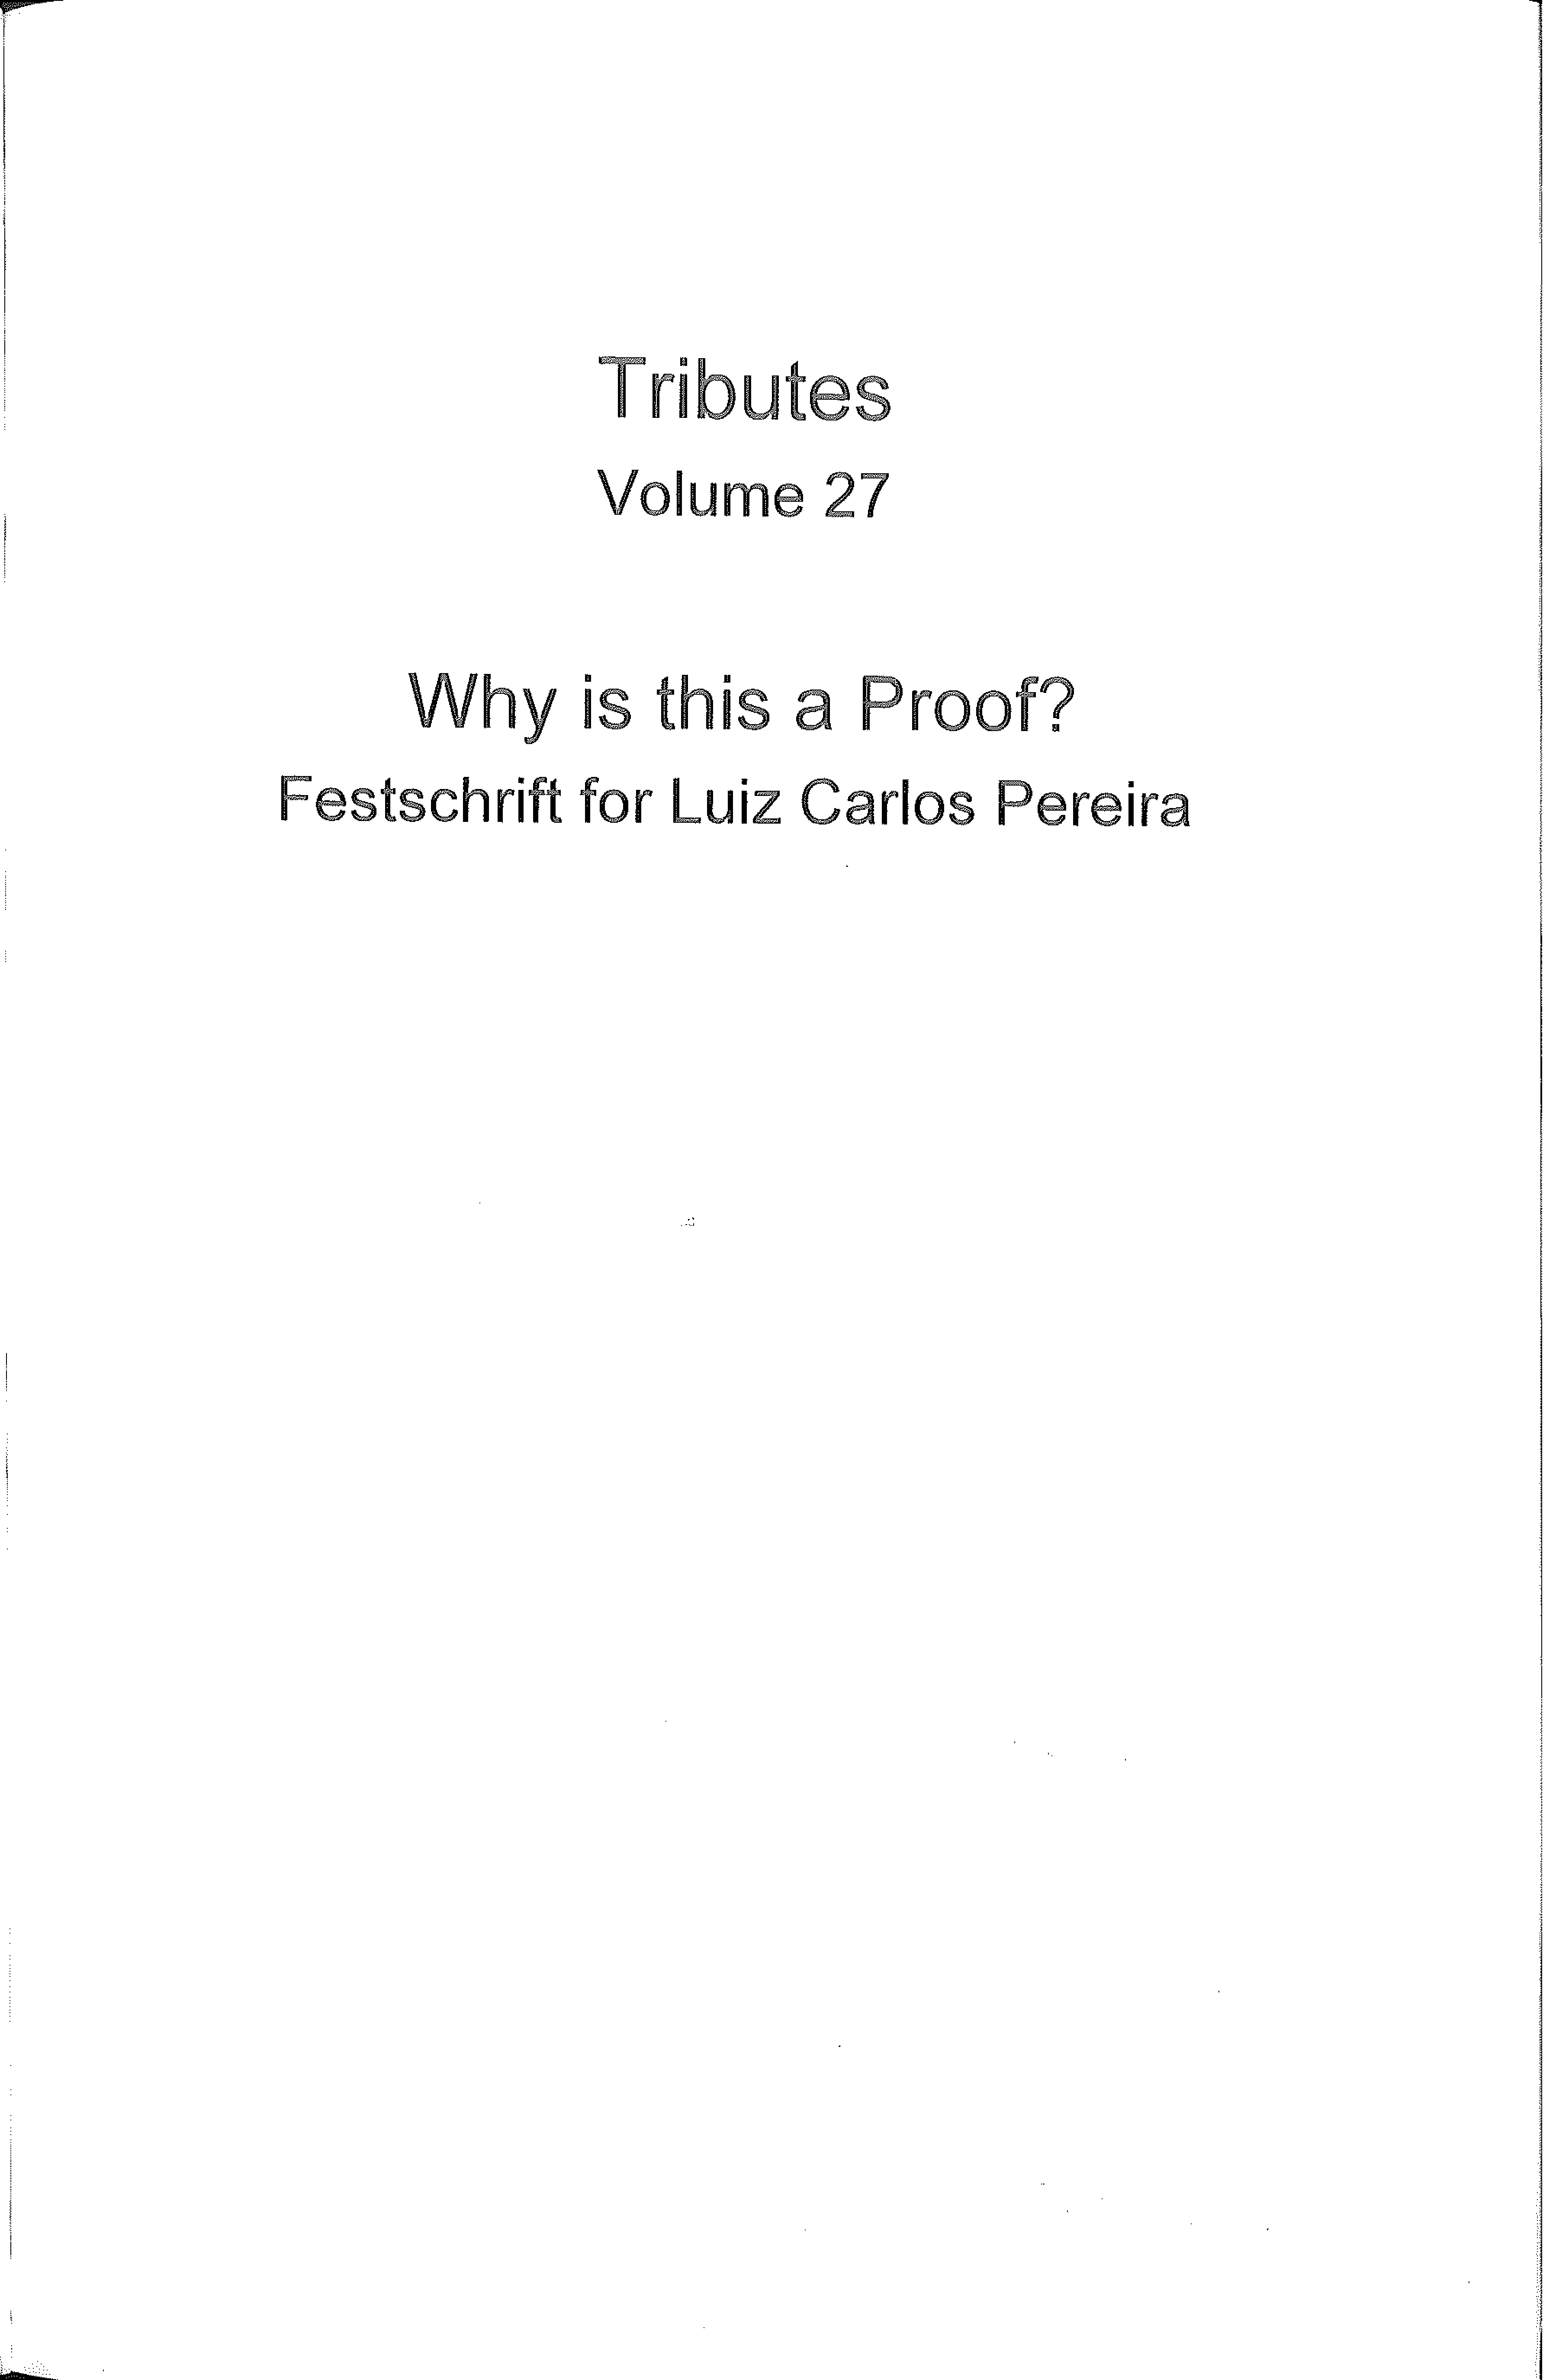 Tributes
Volume 27
Why is this a Proof?
Festschrift for Luiz Carlos Pereira